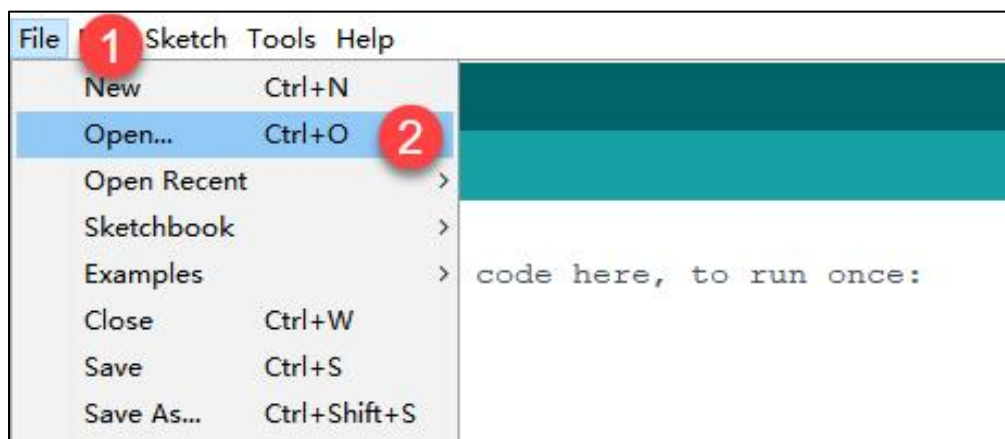 File 1 Sketch Tools Help
New Ctrl+N
Open... Ctrl+O 2
Open Recent >
Sketchbook >
Examples > code here, to run once:
Close Ctrl+W
Save Ctrl+S
Save As... Ctrl+Shift+S